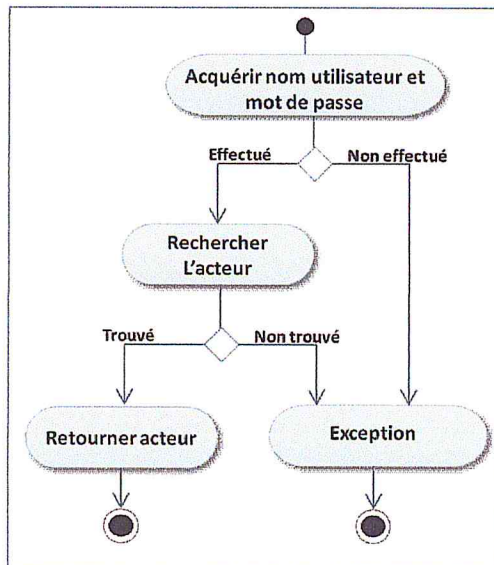 Acquérir nom utilisateur et
mot de passe
Effectué
Non effectué
Rechercher
L'acteur
Trouvé
Non trouvé
Retourner acteur
Exception